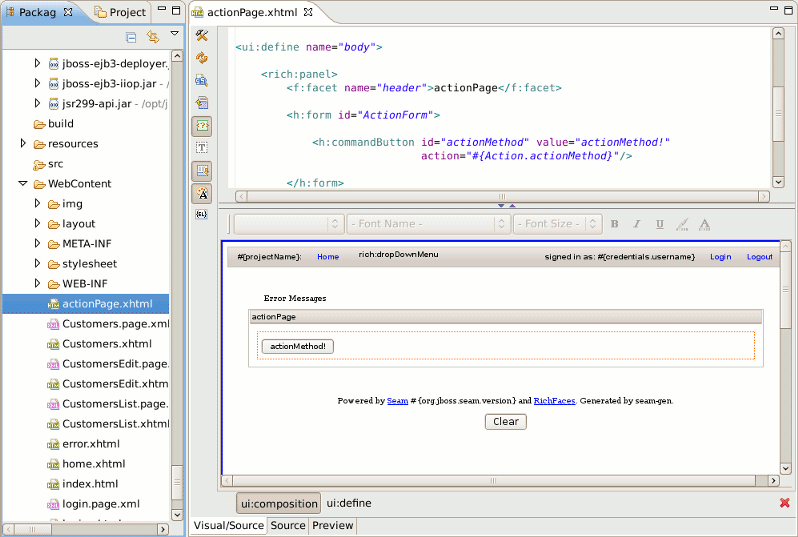 Packag
Project
jboss-ejb3-deployer.
jboss-ejb3-iiop.jar - /
jsr299-api.jar - /opt/j
build
resources
src
WebContent
img
layout
META-INF
stylesheet
WEB-INF
actionPage.xhtml
Customers.page.xml
Customers.xhtml
CustomersEdit.page.
CustomersEdit.xhtm
CustomersList.page.
CustomersList.xhtml
error.xhtml
home.xhtml
index.html
login.page.xml
actionPage.xhtml
<ui:define name="body">
<rich:panel>
<f:facet name="header">actionPage</f:facet>
<h:form id="ActionForm">
<h:commandButton id="actionMethod" value="actionMethod!"
action="#{Action.actionMethod}"/>
</h:form>
- Font Name -
- Font Size -
B I U A
#{projectName}: Home rich:dropDownMenu signed in as: #{credentials.username} Login Logout
Error Messages
actionPage
actionMethod!
Powered by Seam #{org.jboss.seam.version} and RichFaces. Generated by seam-gen.
Clear
ui:composition ui:define
Visual/Source Source Preview